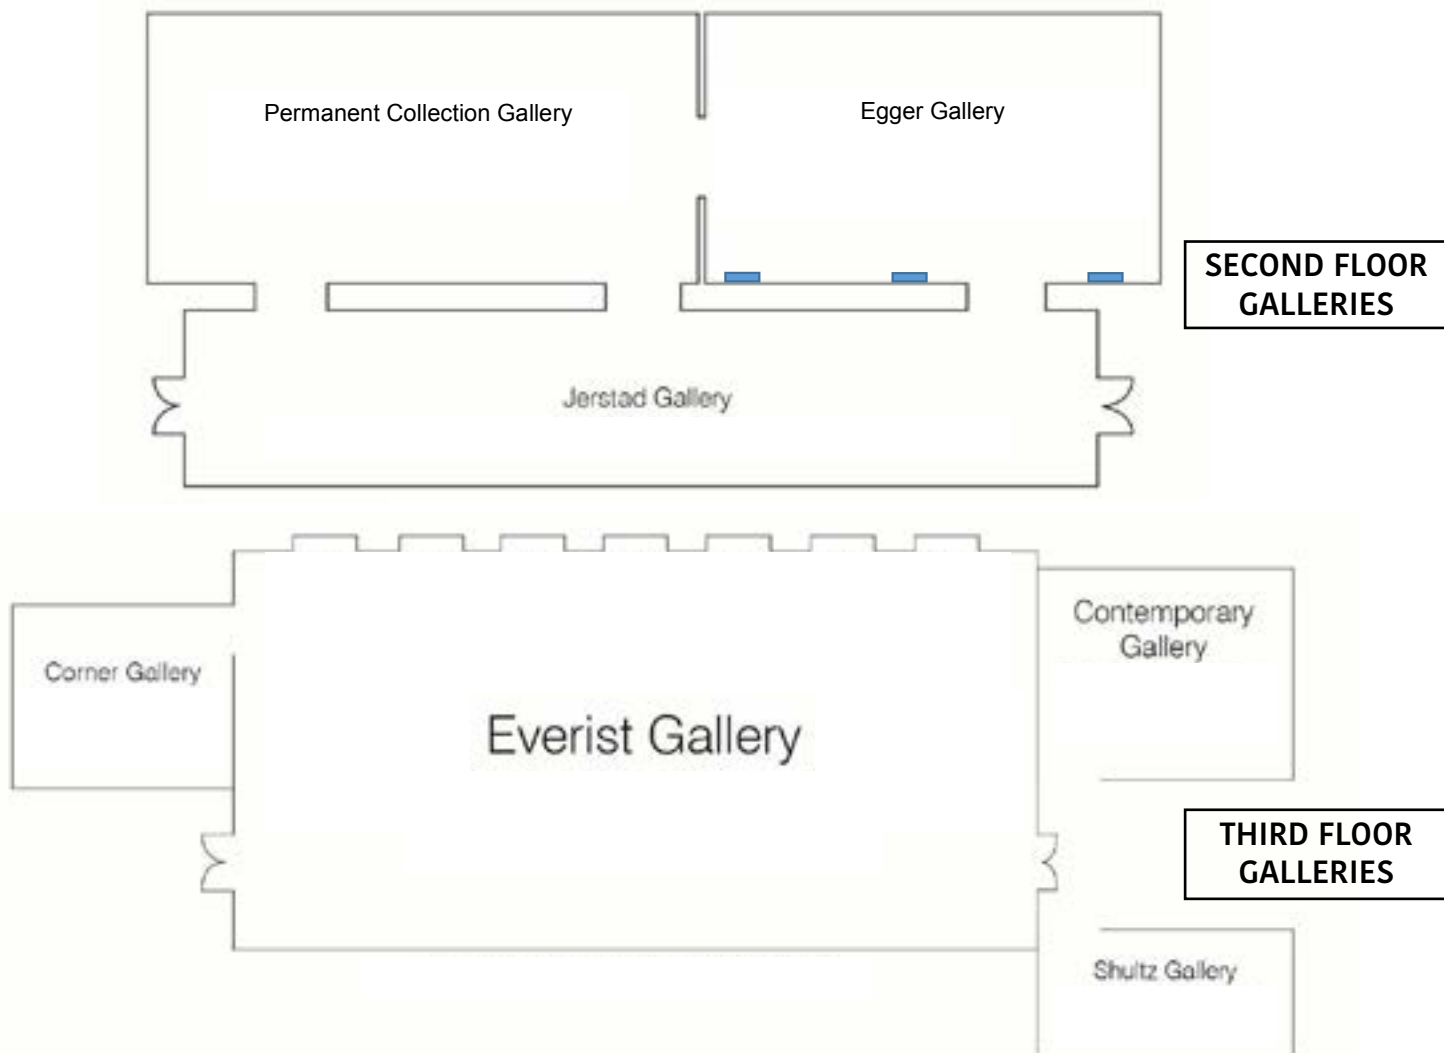 Permanent Collection Gallery
Egger Gallery
SECOND FLOOR
GALLERIES
Jerstad Gallery
Contemporary
Gallery
Corner Gallery
Everist Gallery
THIRD FLOOR
GALLERIES
Shultz Gallery